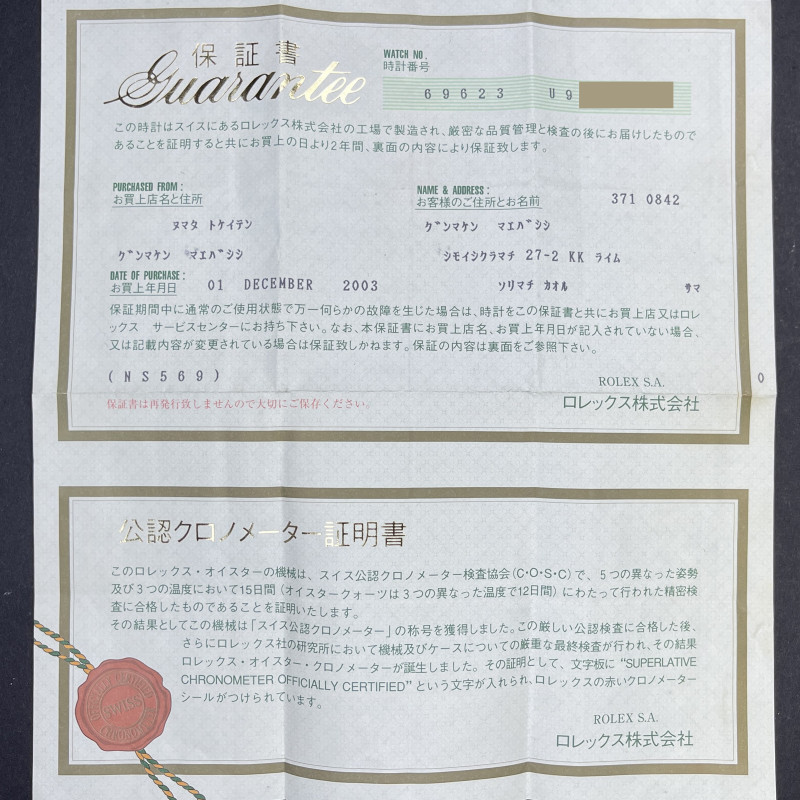 保証書
Guarantee
WATCH NO.
時計番号
69623 U9
この時計はスイスにあるロレックス株式会社の工場で製造され、厳密な品質管理と検査の後にお届けしたもので
あることを証明すると共にお買上の日より2年間、裏面の内容により保証致します。
PURCHASED FROM :
お買上店名と住所
ヌマタ トケイテン
グンマケン マエバシシ
DATE OF PURCHASE :
お買上年月日
01 DECEMBER 2003
NAME & ADDRESS :
お客様のご住所とお名前
371 0842
グンマケン マエバシシ
シモイシクラマチ 27-2 KK ライム
ソリマチ カオル サマ
保証期間中に通常のご使用状態で万一何らかの故障を生じた場合は、時計をこの保証書と共にお買上店又はロレ
ックス サービスセンターにお持ち下さい。なお、本保証書にお買上店名、お買上年月日が記入されていない場合、
又は記載内容が変更されている場合は保証致しかねます。保証の内容は裏面をご参照下さい。
(NS569)
保証書は再発行致しませんので大切にご保存ください。
ROLEX S.A.
ロレックス株式会社
0
公認クロノメーター証明書
このロレックス・オイスターの機械は、スイス公認クロノメーター検査協会(C・O・S・C)で、5つの異なった姿勢
及び3つの温度において15日間(オイスタークォーツは3つの異なった温度で12日間)にわたって行われた精密検
査に合格したものであることを証明いたします。
その結果としてこの機械は「スイス公認クロノメーター」の称号を獲得しました。この厳しい公認検査に合格した後、
さらにロレックス社の研究所において機械及びケースについての厳重な最終検査が行われ、その結果
ロレックス・オイスター・クロノメーターが誕生しました。その証明として、文字板に"SUPERLATIVE
CHRONOMETER OFFICIALLY CERTIFIED"という文字が入れられ、ロレックスの赤いクロノメーター
シールがつけられています。
SWISS
ROLEX S.A.
ロレックス株式会社